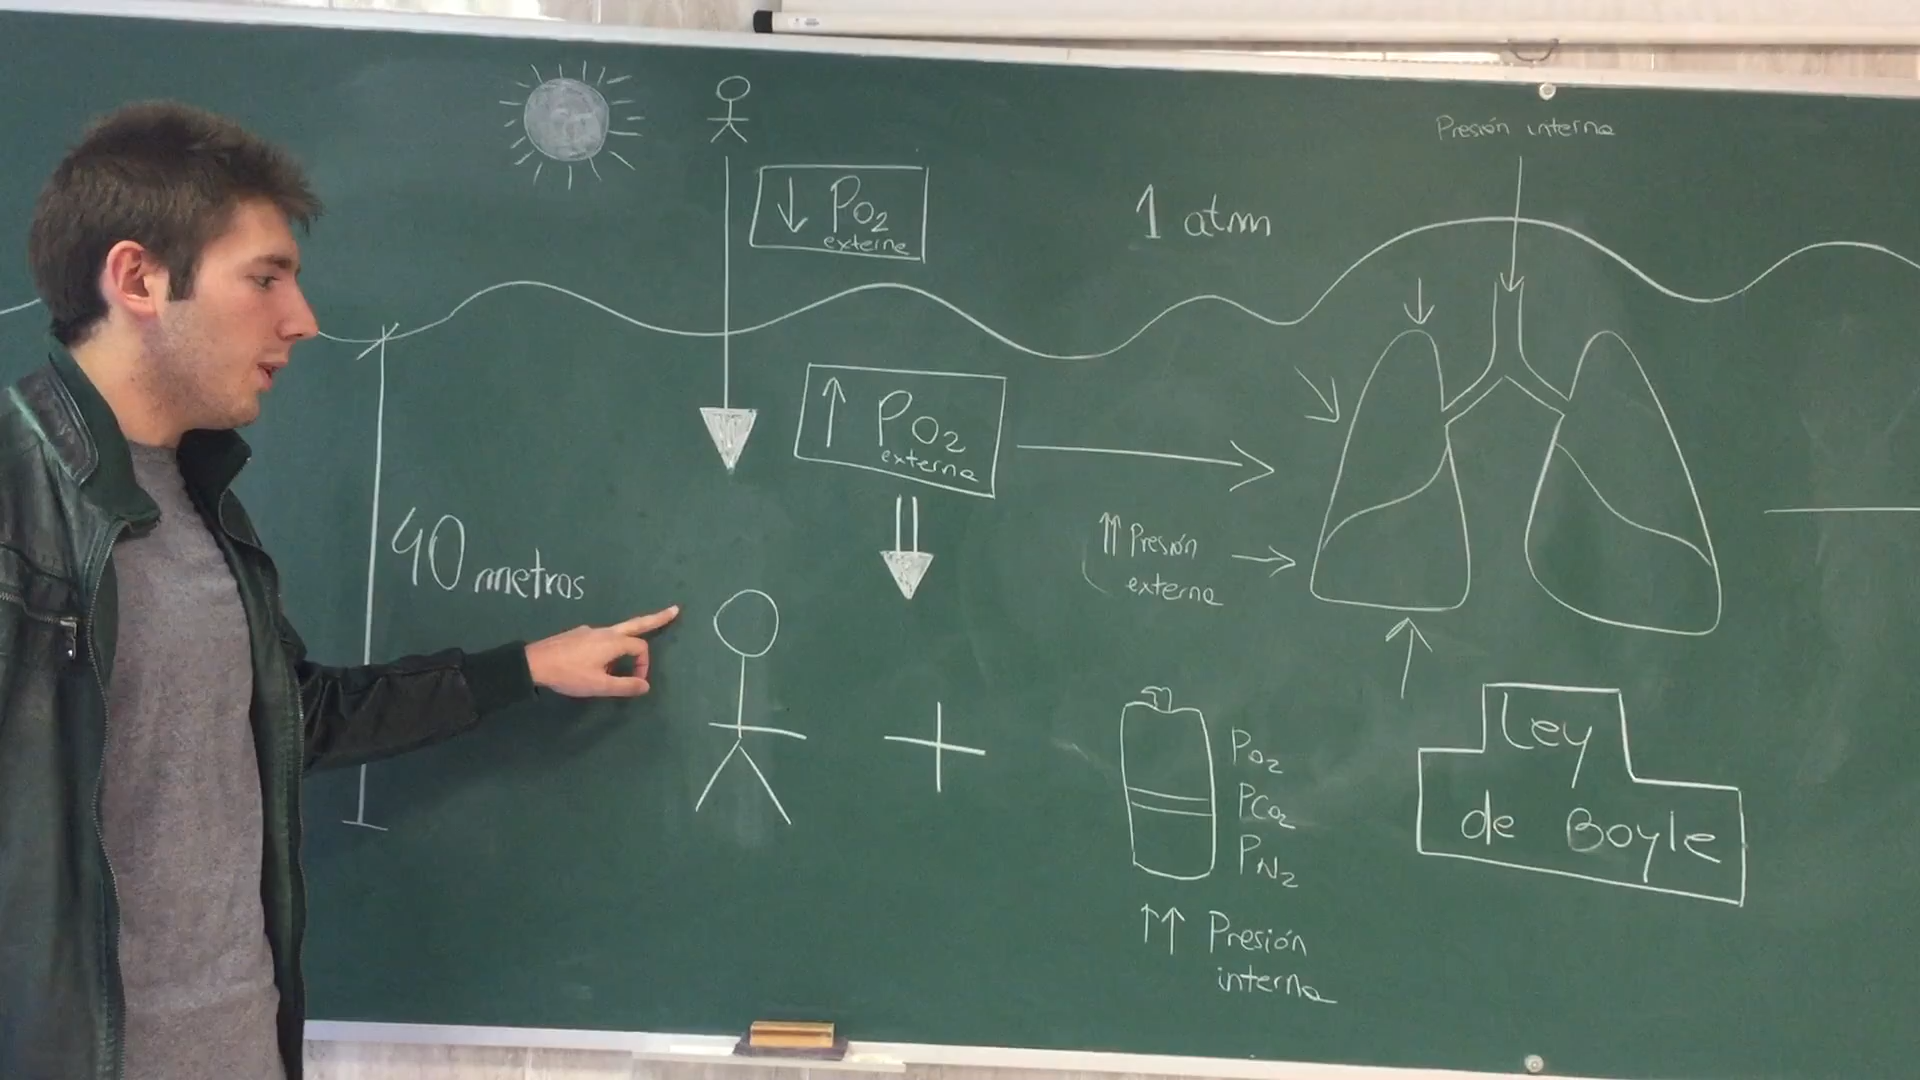 Presión interna
↓ PO₂
externa
1 atm
↑ PO₂
externa
40 metros
↑↑ Presión
externa
Ley
de Boyle
PO₂
PCO₂
PN₂
↑↑ Presión
interna